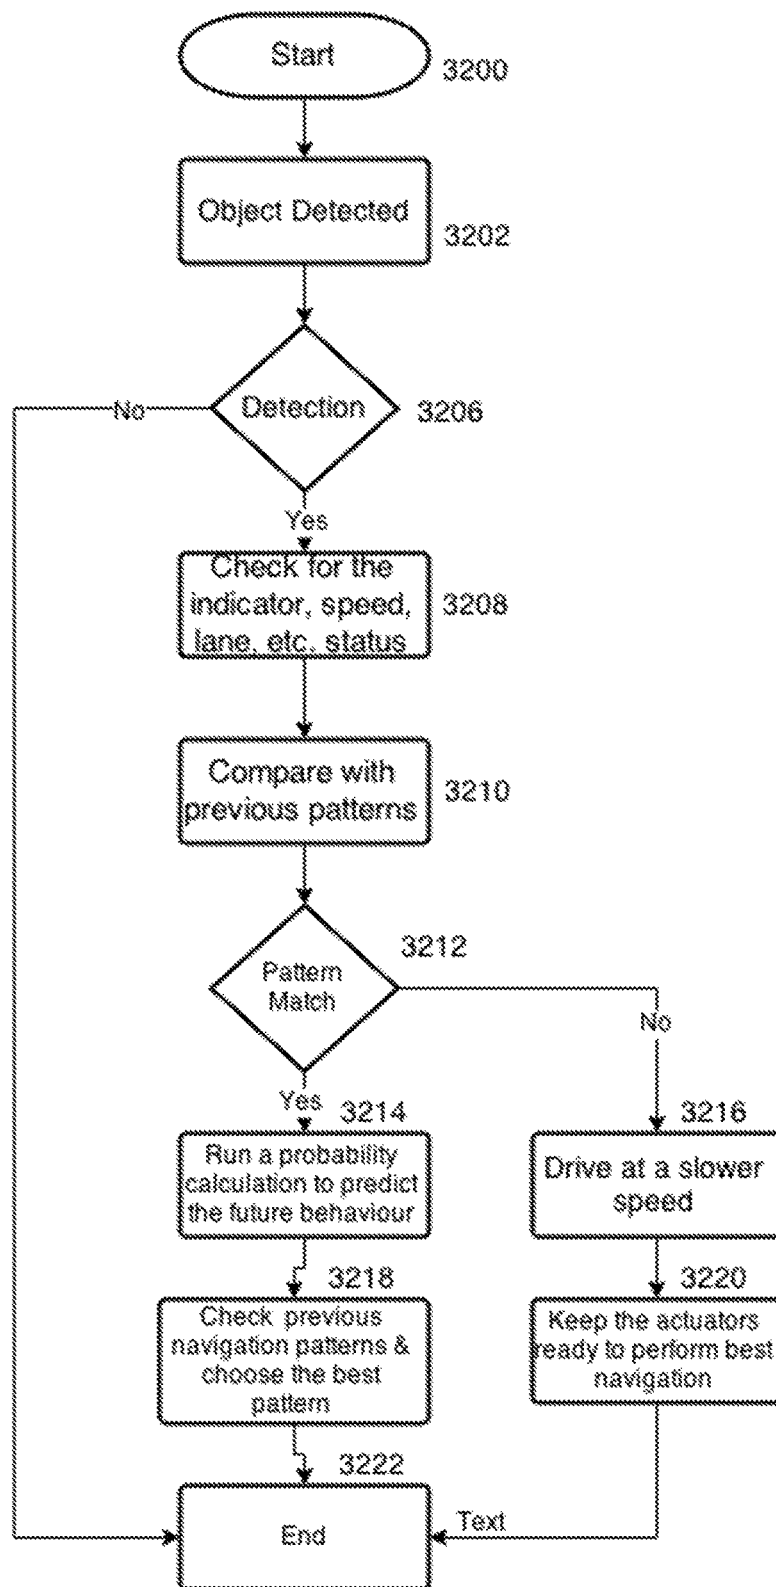 Start
3200
Object Detected
3202
Detection
3206
No
Yes
Check for the
indicator, speed,
lane, etc. status
3208
Compare with
previous patterns
3210
Pattern
Match
3212
No
Yes
3214
Run a probability
calculation to predict
the future behaviour
3216
Drive at a slower
speed
3218
Check previous
navigation patterns &
choose the best
pattern
3220
Keep the actuators
ready to perform best
navigation
3222
End
Text